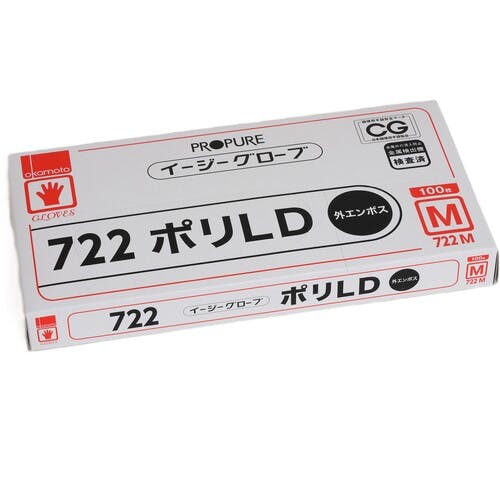 PROPURE
イージーグローブ
okamoto
GLOVES
722 ポリLD
外エンボス
CG
金属検出機
検査済
100枚
M
722 M
okamoto
GLOVES
722
イージーグローブ
ポリLD
外エンボス
100枚
M
722 M